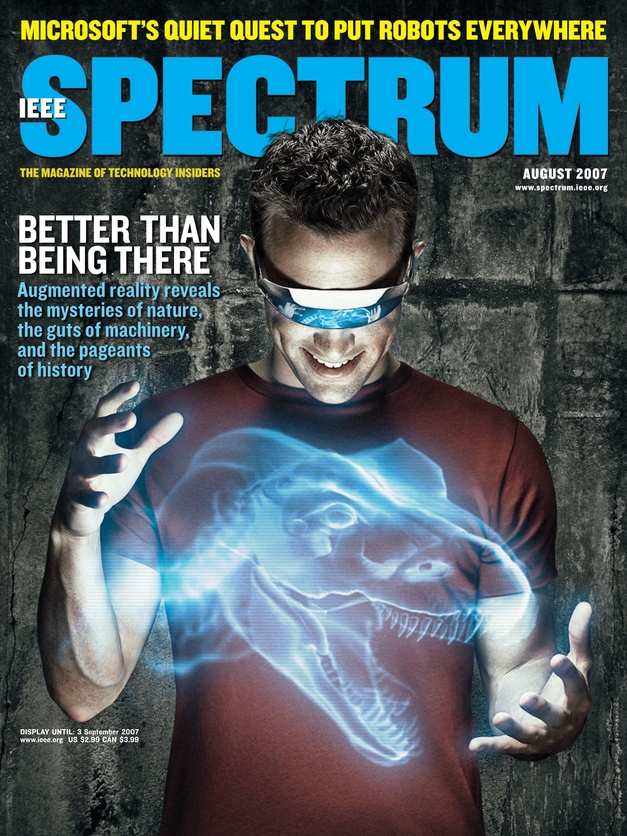 MICROSOFT'S QUIET QUEST TO PUT ROBOTS EVERYWHERE
IEEE SPECTRUM
THE MAGAZINE OF TECHNOLOGY INSIDERS
AUGUST 2007
www.spectrum.ieee.org
BETTER THAN
BEING THERE
Augmented reality reveals
the mysteries of nature,
the guts of machinery,
and the pageants
of history
DISPLAY UNTIL: 3 September 2007
www.ieee.org US $2.99 CAN $3.99